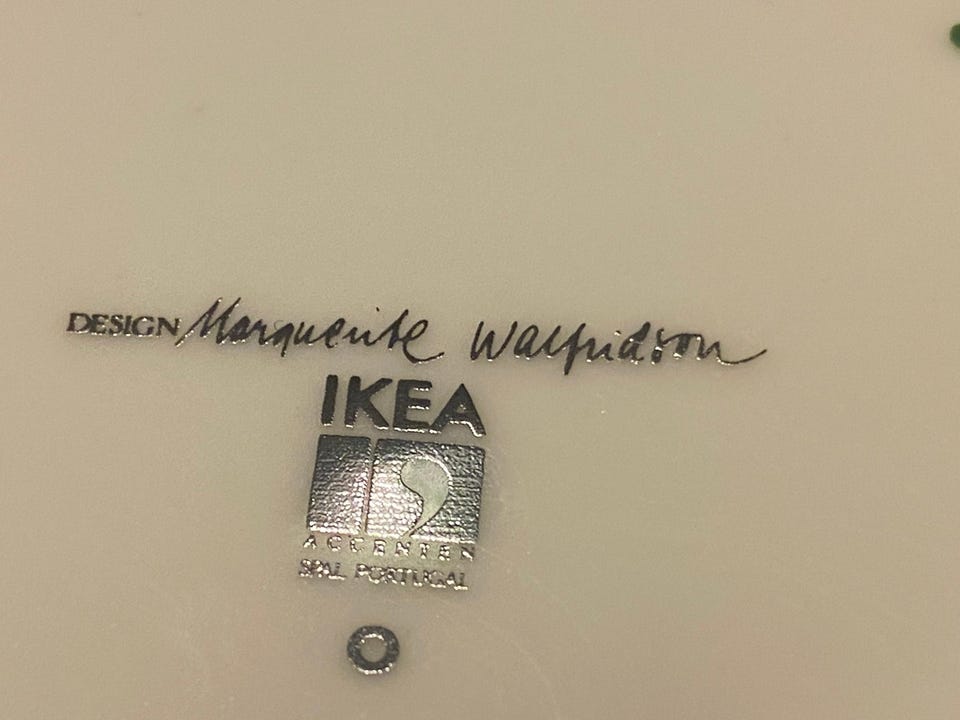 DESIGN Marguerite Walfridson
IKEA
ACCENTEN
SPAL PORTUGAL